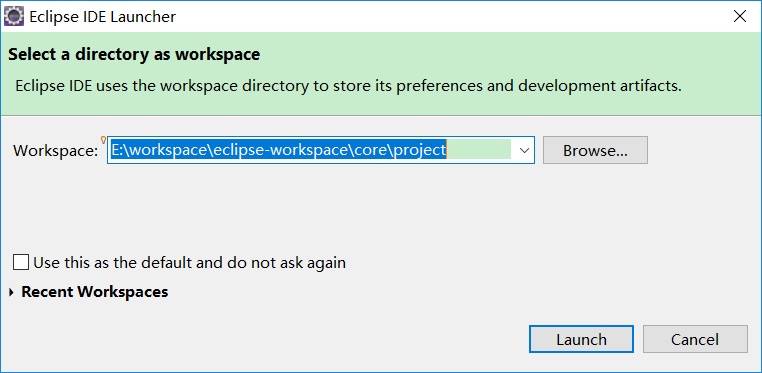 Eclipse IDE Launcher
Select a directory as workspace
Eclipse IDE uses the workspace directory to store its preferences and development artifacts.
Workspace: E:\workspace\eclipse-workspace\core\project Browse...
Use this as the default and do not ask again
Recent Workspaces
Launch Cancel